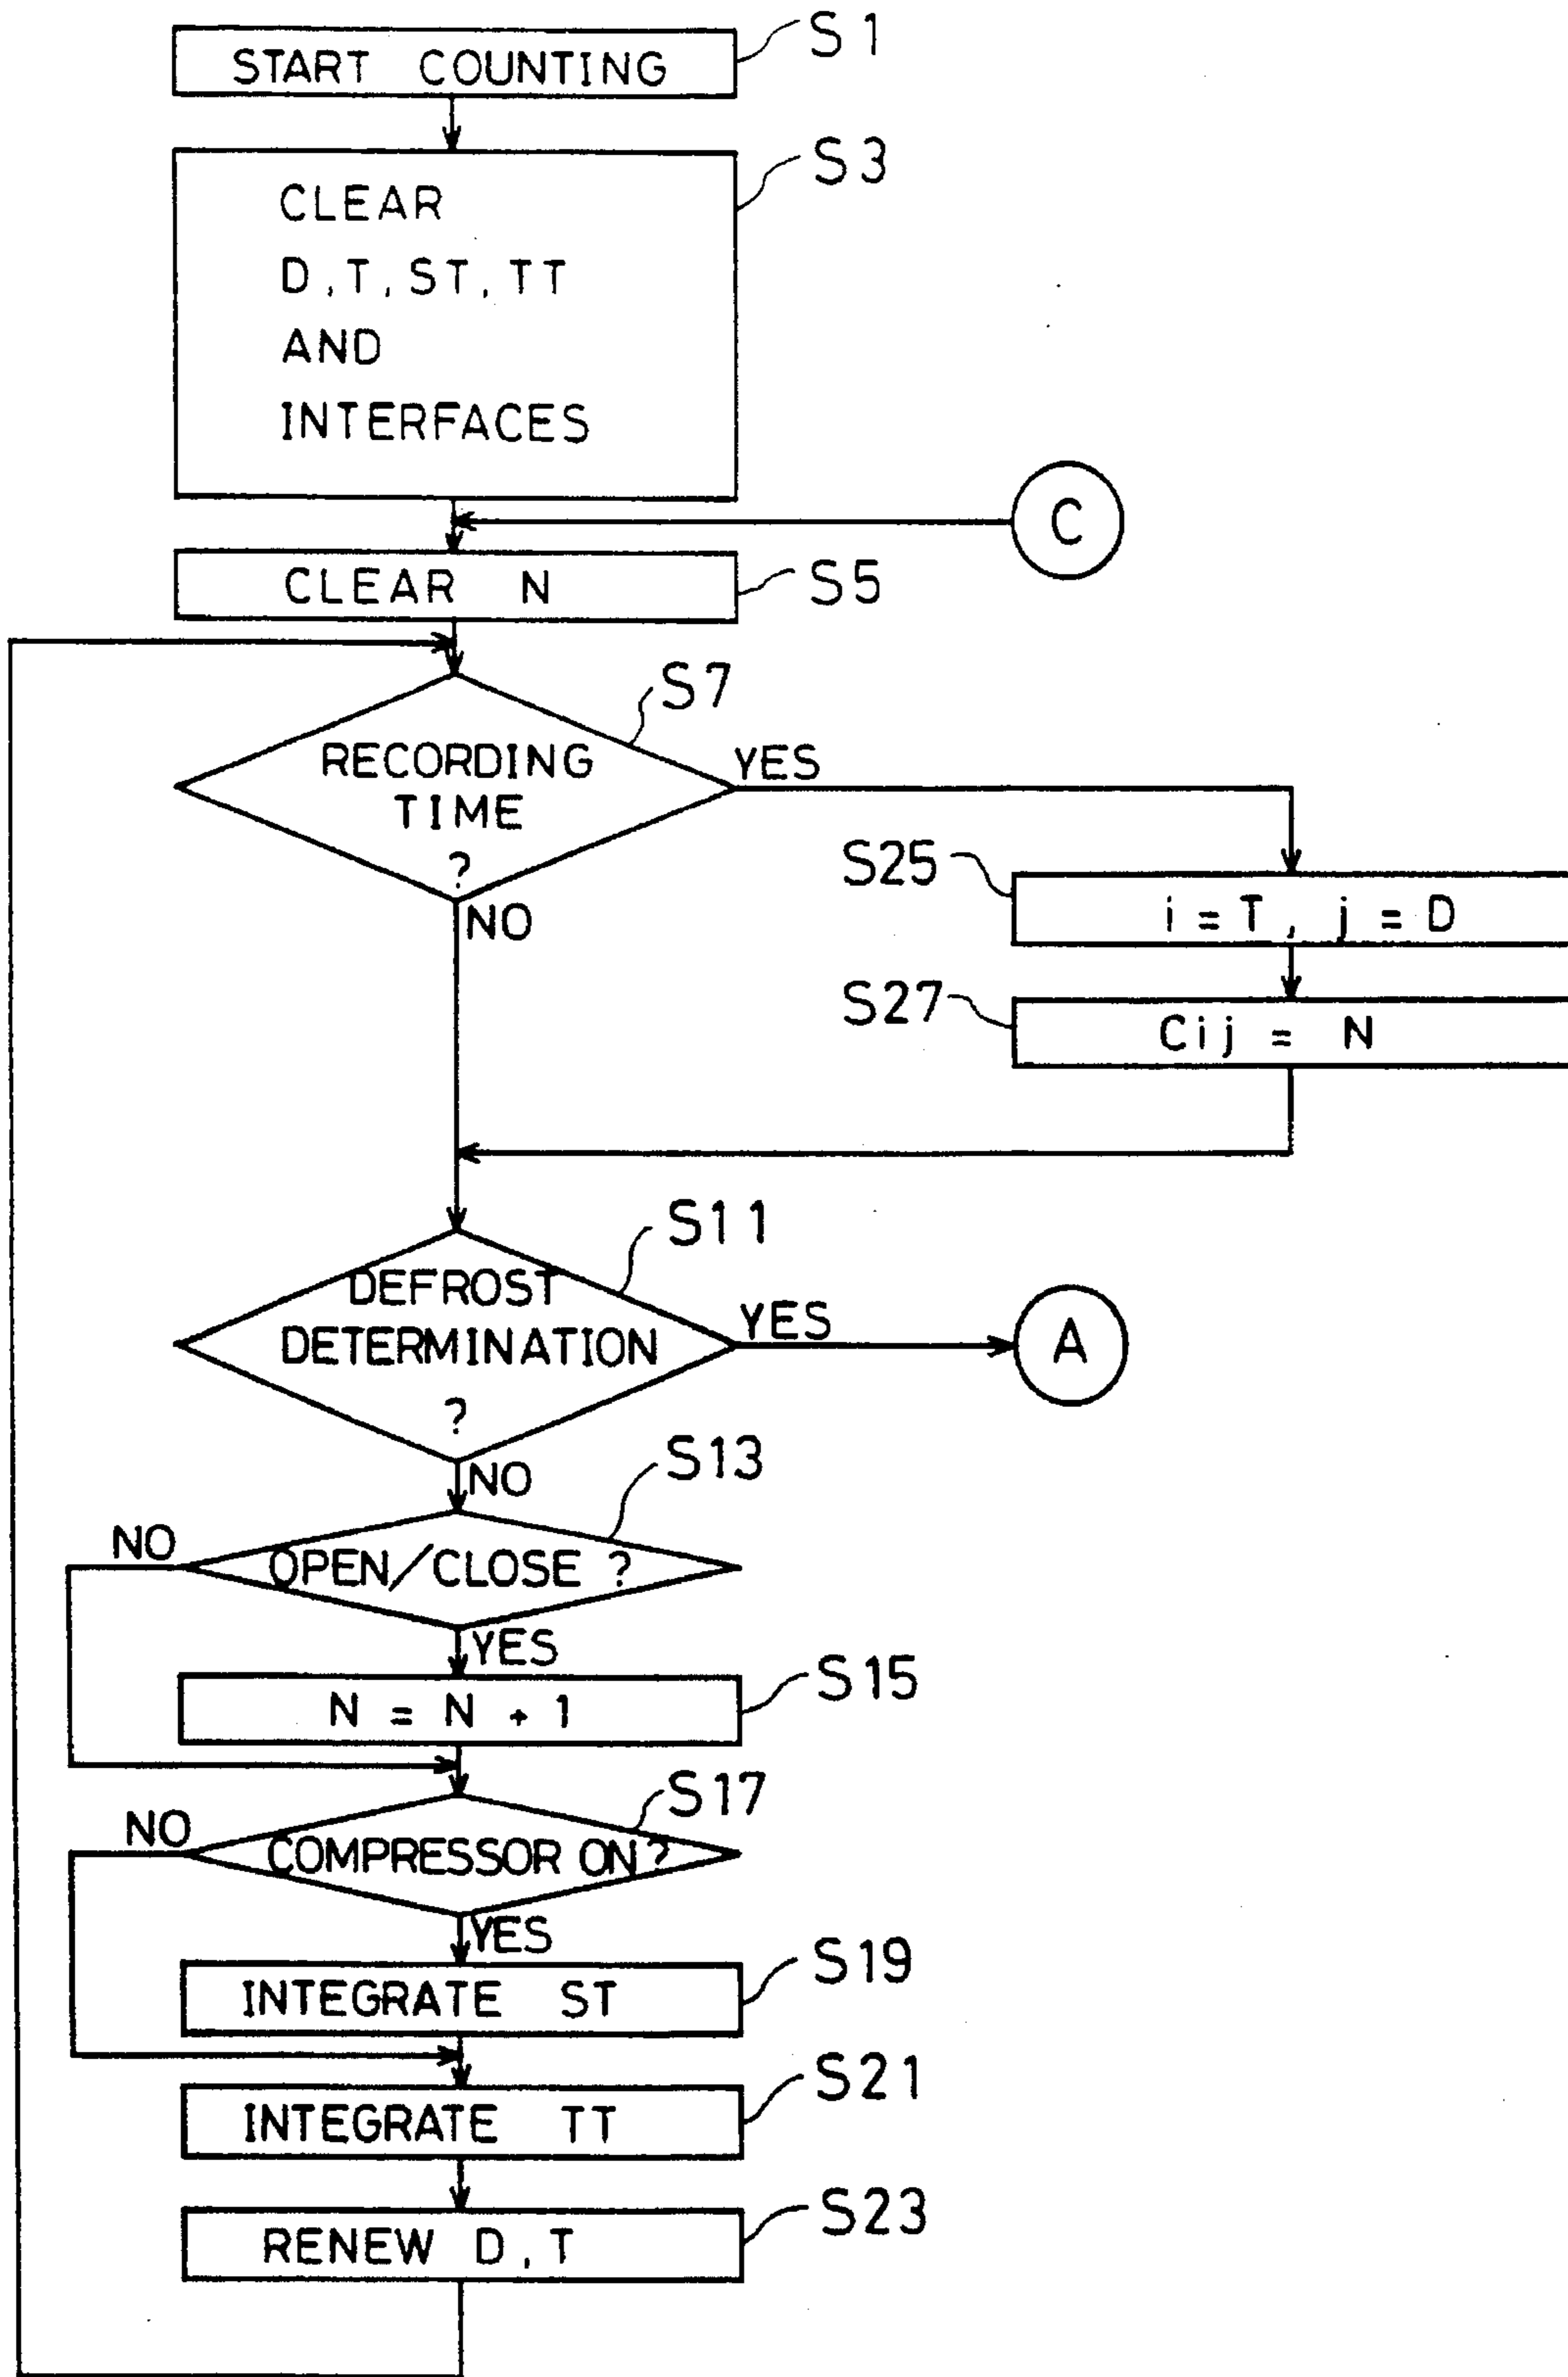 START COUNTING
S1
CLEAR
D,T,ST,TT
AND
INTERFACES
S3
C
CLEAR N
S5
RECORDING
TIME
?
S7
YES
NO
S25
i = T, j = D
S27
Cij = N
DEFROST
DETERMINATION
?
S11
YES
A
NO
OPEN/CLOSE ?
S13
NO
YES
N = N + 1
S15
COMPRESSOR ON?
S17
NO
YES
INTEGRATE ST
S19
INTEGRATE TT
S21
RENEW D,T
S23